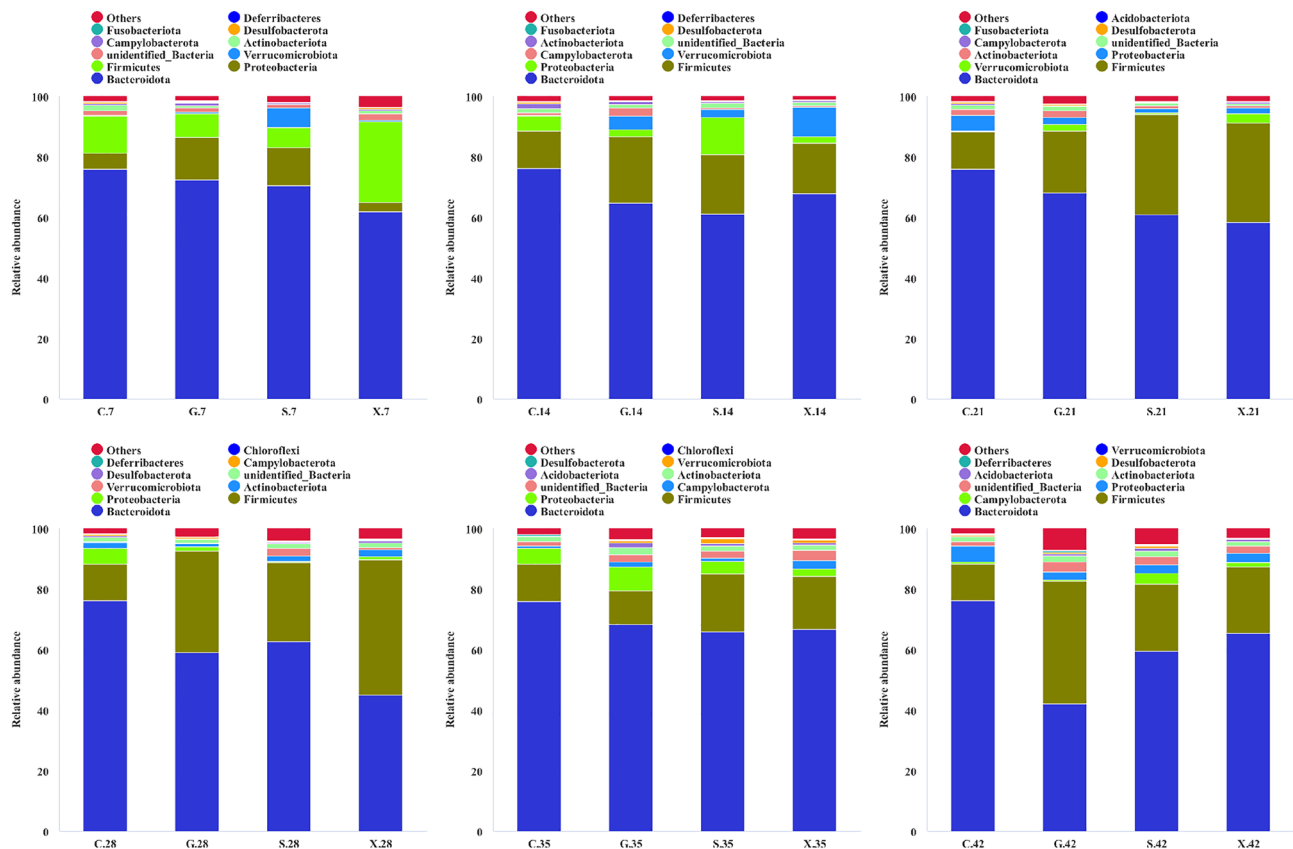 Others Deferribacteres
Fusobacteriota Desulfobacterota
Campylobacterota Actinobacteriota
unidentified_Bacteria Verrucomicrobiota
Firmicutes Proteobacteria
Bacteroidota
100
80
60
40
20
0
Relative abundance
C.7 G.7 S.7 X.7
Others Deferribacteres
Fusobacteriota Desulfobacterota
Actinobacteriota unidentified_Bacteria
Campylobacterota Verrucomicrobiota
Proteobacteria Firmicutes
Bacteroidota
100
80
60
40
20
0
Relative abundance
C.14 G.14 S.14 X.14
Others Acidobacteriota
Fusobacteriota Desulfobacterota
Campylobacterota unidentified_Bacteria
Actinobacteriota Proteobacteria
Verrucomicrobiota Firmicutes
Bacteroidota
100
80
60
40
20
0
Relative abundance
C.21 G.21 S.21 X.21
Others Chloroflexi
Deferribacteres Campylobacterota
Desulfobacterota unidentified_Bacteria
Verrucomicrobiota Actinobacteriota
Proteobacteria Firmicutes
Bacteroidota
100
80
60
40
20
0
Relative abundance
C.28 G.28 S.28 X.28
Others Chloroflexi
Desulfobacterota Verrucomicrobiota
Acidobacteriota Actinobacteriota
unidentified_Bacteria Campylobacterota
Proteobacteria Firmicutes
Bacteroidota
100
80
60
40
20
0
Relative abundance
C.35 G.35 S.35 X.35
Others Verrucomicrobiota
Deferribacteres Desulfobacterota
Acidobacteriota Actinobacteriota
unidentified_Bacteria Proteobacteria
Campylobacterota Firmicutes
Bacteroidota
100
80
60
40
20
0
Relative abundance
C.42 G.42 S.42 X.42